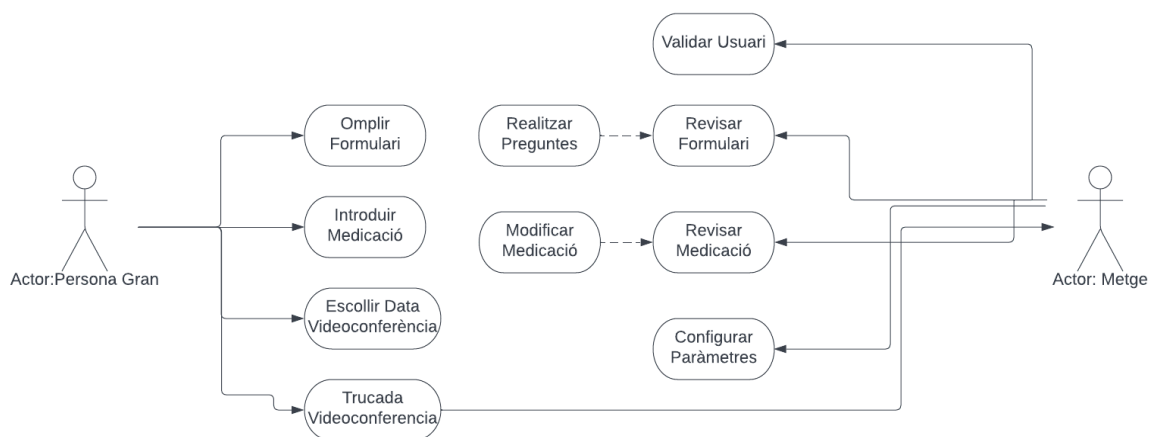 Validar Usuari
Omplir
Formulari
Realitzar
Preguntes
Revisar
Formulari
Introduir
Medicació
Modificar
Medicació
Revisar
Medicació
Actor:Persona Gran
Actor: Metge
Escollir Data
Videoconferència
Configurar
Paràmetres
Trucada
Videoconferencia